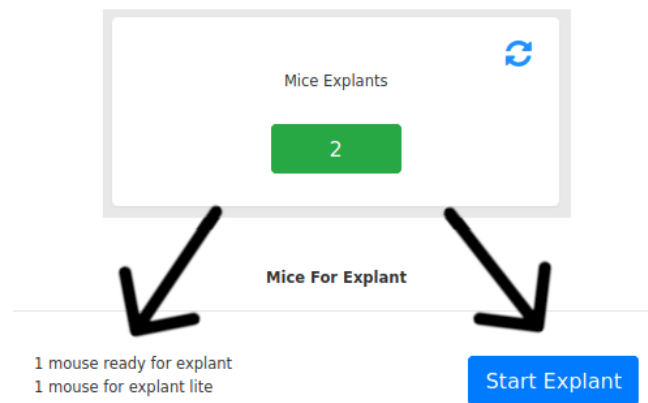 Mice Explants
2
Mice For Explant
1 mouse ready for explant
1 mouse for explant lite
Start Explant